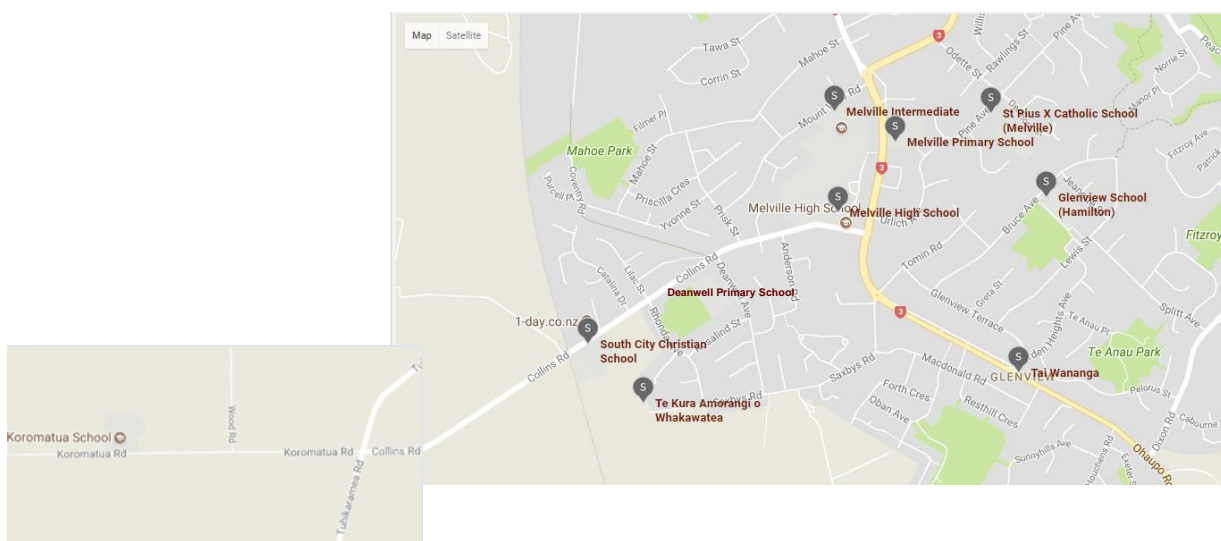 Map Satellite
3
Tawa St
Corrin St
Mahoe St
Odette St
Rawlings St
Pine Ave
Norrie St
Manor Pl
Fitzroy Ave
S
Melville Intermediate
S
St Pius X Catholic School
(Melville)
S
Melville Primary School
Pine Ave
Filmer Pl
Mahoe Park
Mahoe St
Purcell Pl
Coventry Rd
Priscilla Cres
Yvonne St
Prisk St
3
S
Melville High School
Melville High School
S
Glenview School
(Hamilton)
Bruce Ave
Lewis St
Fitzroy
Tomin Rd
Collins Rd
Anderson Rd
Catalina Dr
Lilac St
Deanwell Primary School
Greta St
Glenview Terrace
3
Te Anau Pl
Splitt Ave
Te Anau Park
1-day.co.nz
S
South City Christian
School
Rosalind St
Saxbys Rd
Macdonald Rd
S
Tai Wananga
GLENVIEW
Pelorus St
Collins Rd
S
Te Kura Amorangi o
Whakawatea
Forth Cres
Oban Ave
Resthill Cres
Sunnyhills Ave
Houchens Rd
Dixon Rd
Ohaupo
Koromatua School
Wood Rd
Koromatua Rd
Koromatua Rd
Collins Rd
Tuhikaramea Rd